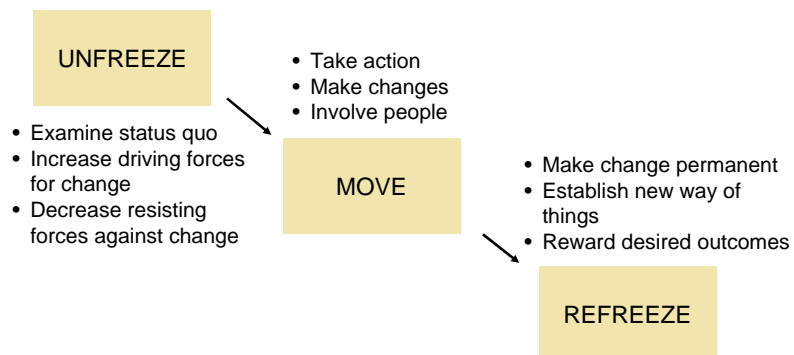 UNFREEZE
• Examine status quo
• Increase driving forces
for change
• Decrease resisting
forces against change
• Take action
• Make changes
• Involve people
MOVE
• Make change permanent
• Establish new way of
things
• Reward desired outcomes
REFREEZE